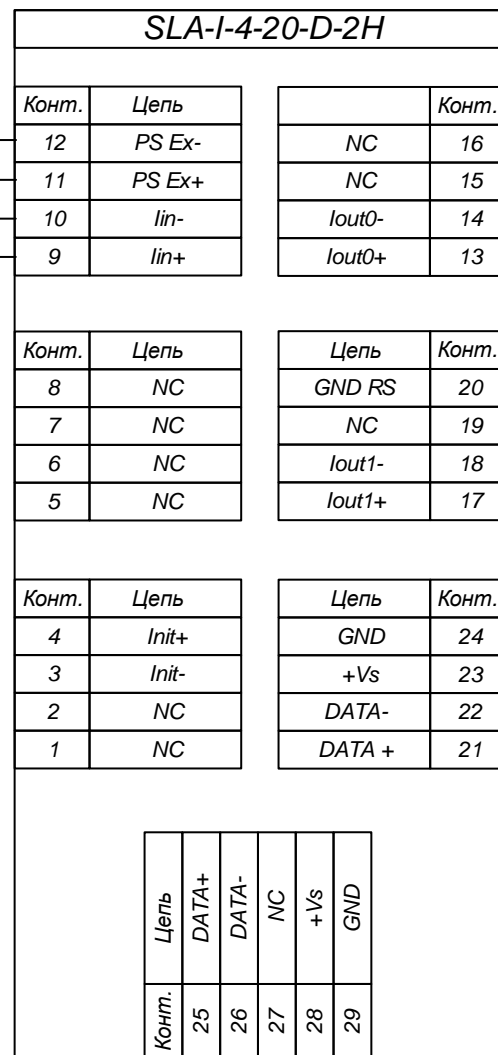 SLA-I-4-20-D-2H
Конт. Цепь
12 PS Ex-
11 PS Ex+
10 Iin-
9 Iin+
Конт.
NC 16
NC 15
Iout0- 14
Iout0+ 13
Конт. Цепь
8 NC
7 NC
6 NC
5 NC
Цепь Конт.
GND RS 20
NC 19
Iout1- 18
Iout1+ 17
Конт. Цепь
4 Init+
3 Init-
2 NC
1 NC
Цепь Конт.
GND 24
+Vs 23
DATA- 22
DATA + 21
Конт. Цепь
25 DATA+
26 DATA-
27 NC
28 +Vs
29 GND